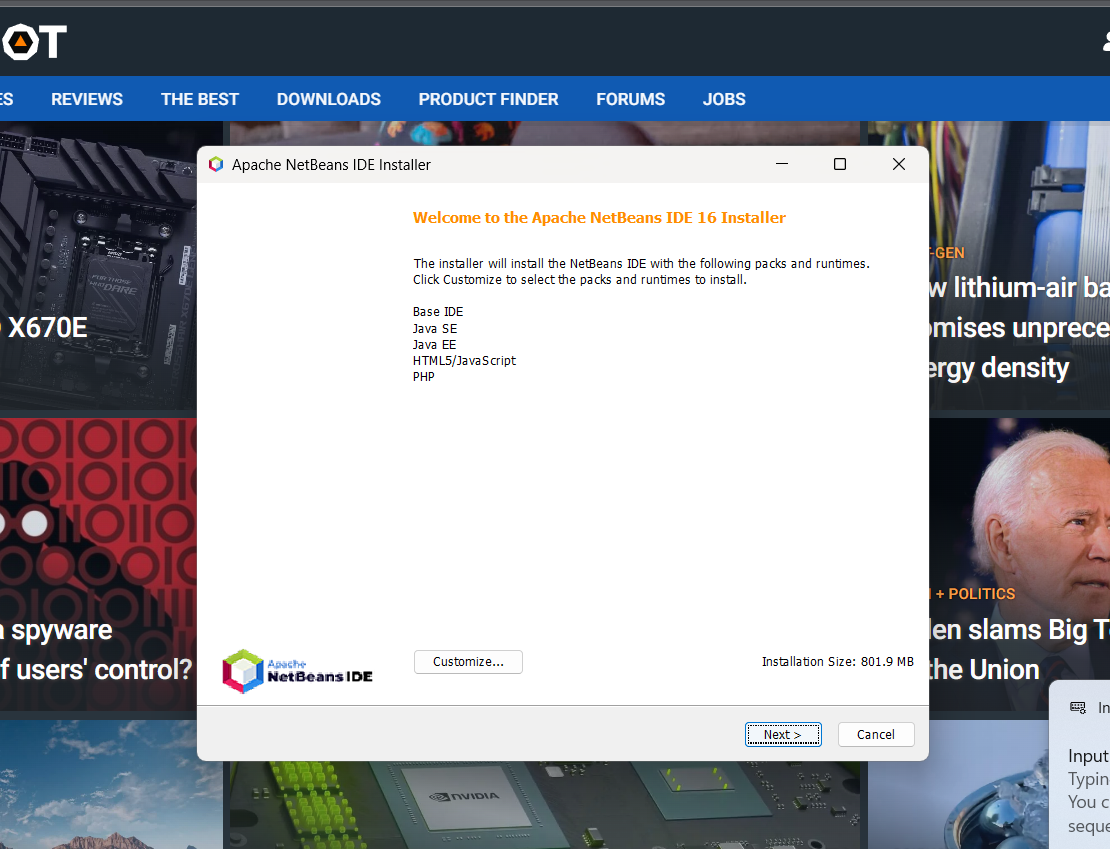 OT
ES
REVIEWS
THE BEST
DOWNLOADS
PRODUCT FINDER
FORUMS
JOBS
Apache NetBeans IDE Installer
Welcome to the Apache NetBeans IDE 16 Installer
The installer will install the NetBeans IDE with the following packs and runtimes.
Click Customize to select the packs and runtimes to install.
Base IDE
Java SE
Java EE
HTML5/JavaScript
PHP
Apache
NetBeans IDE
Customize...
Installation Size: 801.9 MB
Next >
Cancel
X670E
FOR THOSE
WHO DARE
T-GEN
w lithium-air ba
omises unprece
ergy density
a spyware
f users' control?
+ POLITICS
den slams Big T
the Union
NVIDIA
In
Input
Typin
You c
seque